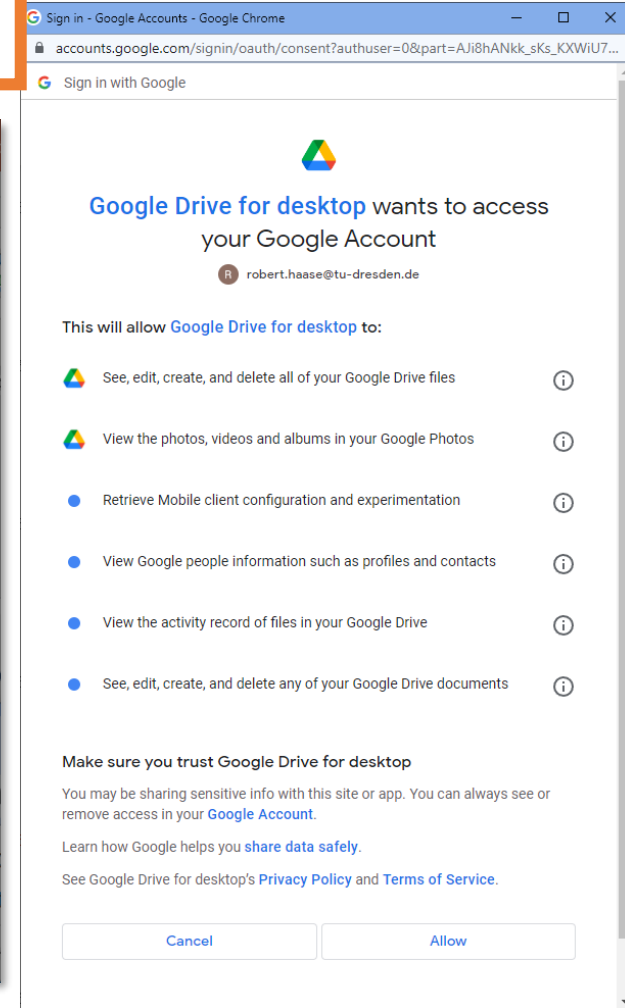 Sign in - Google Accounts - Google Chrome
accounts.google.com/signin/oauth/consent?authuser=0&part=AJi8hANkk_sKs_KXWiU7...
Sign in with Google
Google Drive for desktop wants to access
your Google Account
R robert.haase@tu-dresden.de
This will allow Google Drive for desktop to:
See, edit, create, and delete all of your Google Drive files
View the photos, videos and albums in your Google Photos
Retrieve Mobile client configuration and experimentation
View Google people information such as profiles and contacts
View the activity record of files in your Google Drive
See, edit, create, and delete any of your Google Drive documents
Make sure you trust Google Drive for desktop
You may be sharing sensitive info with this site or app. You can always see or
remove access in your Google Account.
Learn how Google helps you share data safely.
See Google Drive for desktop's Privacy Policy and Terms of Service.
Cancel Allow